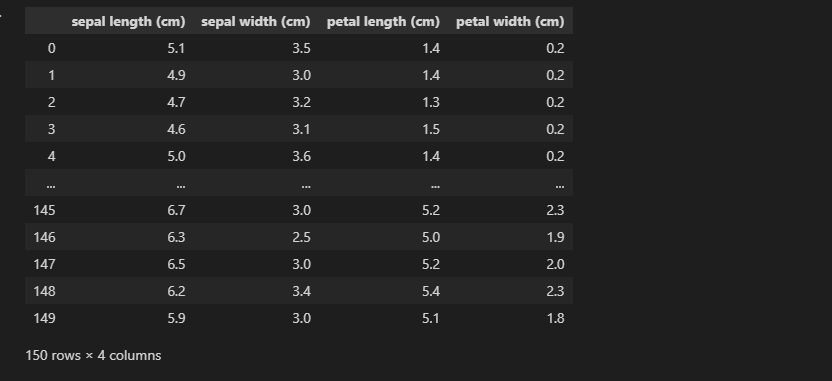 sepal length (cm) sepal width (cm) petal length (cm) petal width (cm)
0 5.1 3.5 1.4 0.2
1 4.9 3.0 1.4 0.2
2 4.7 3.2 1.3 0.2
3 4.6 3.1 1.5 0.2
4 5.0 3.6 1.4 0.2
... ... ... ... ...
145 6.7 3.0 5.2 2.3
146 6.3 2.5 5.0 1.9
147 6.5 3.0 5.2 2.0
148 6.2 3.4 5.4 2.3
149 5.9 3.0 5.1 1.8
150 rows × 4 columns